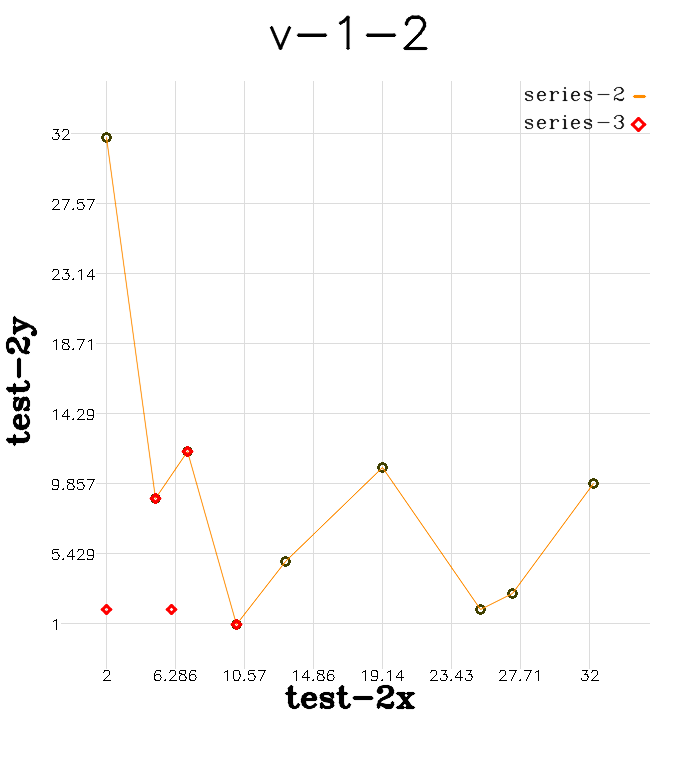 v-1-2
series-2
series-3
32
27.57
23.14
18.71
14.29
9.857
5.429
1
test-2y
2 6.286 10.57 14.86 19.14 23.43 27.71 32
test-2x